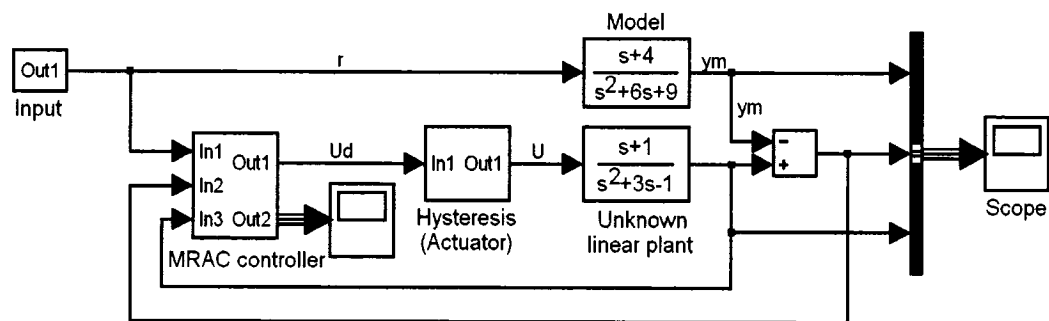 Model
Out1
Input
r
s+4
s²+6s+9
ym
ym
In1
In2
In3
Out1
Out2
MRAC controller
Ud
In1 Out1
Hysteresis
(Actuator)
U
s+1
s²+3s-1
Unknown
linear plant
-
+
Scope